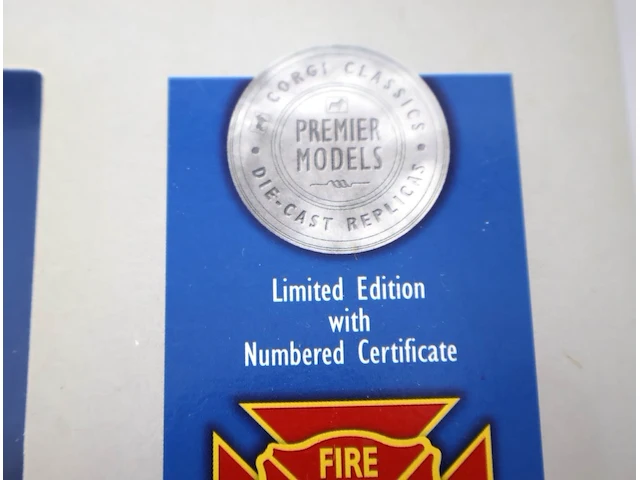 CORGI CLASSICS
PREMIER
MODELS
DIE-CAST REPLICAS
Limited Edition
with
Numbered Certificate
FIRE